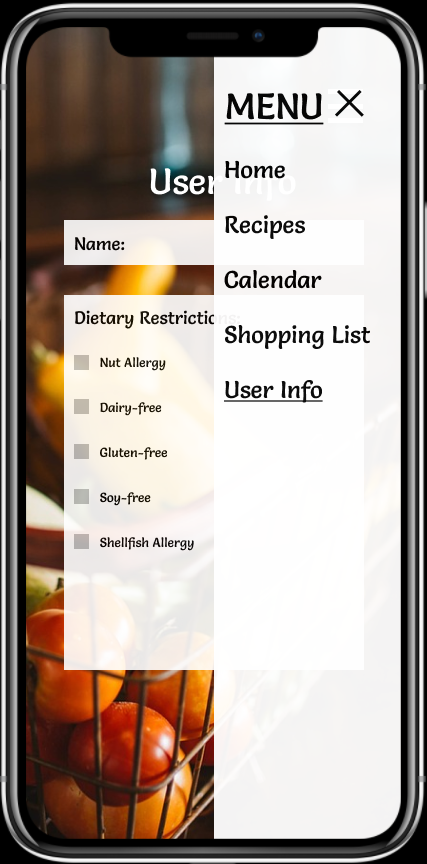 MENU
Home
User Info
Recipes
Name:
Calendar
Dietary Restrictions:
Shopping List
Nut Allergy
User Info
Dairy-free
Gluten-free
Soy-free
Shellfish Allergy